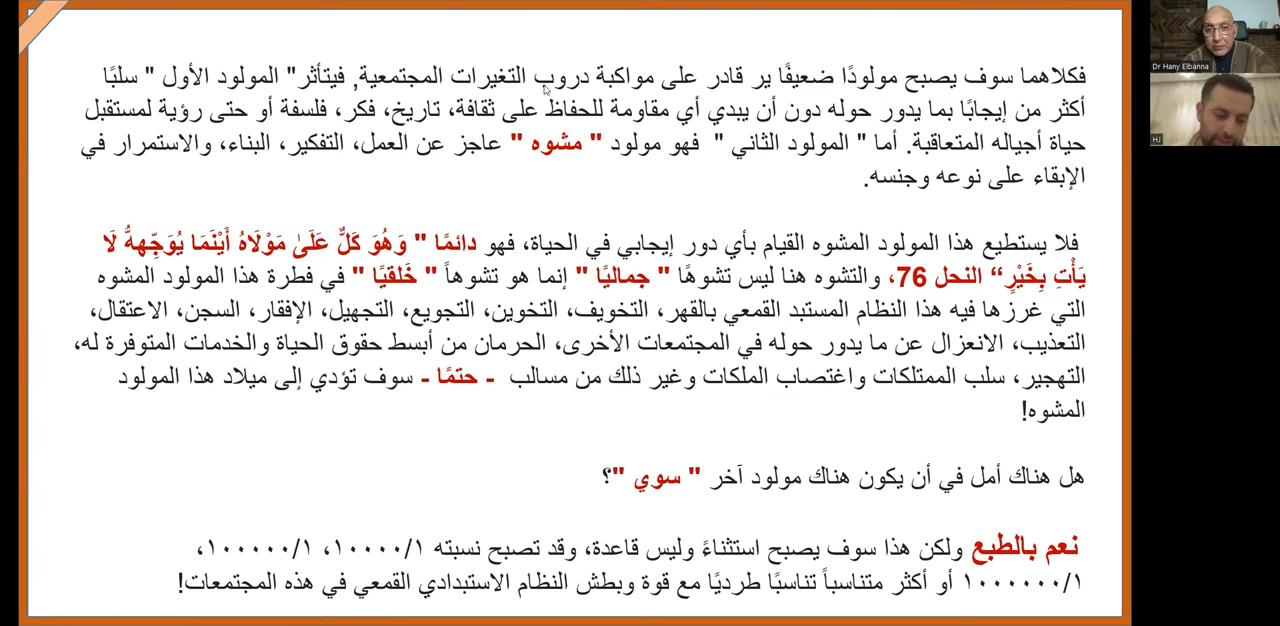 فكلاهما سوف يصبح مولودًا ضعيفًا ير قادر على مواكبة دروب التغيرات المجتمعية, فيتأثر" المولود الأول " سلبًا
أكثر من إيجابًا بما يدور حوله دون أن يبدي أي مقاومة للحفاظ على ثقافة، تاريخ، فكر، فلسفة أو حتى رؤية لمستقبل
حياة أجياله المتعاقبة. أما " المولود الثاني " فهو مولود " مشوه " عاجز عن العمل، التفكير، البناء، والاستمرار في
الإبقاء على نوعه وجنسه.
فلا يستطيع هذا المولود المشوه القيام بأي دور إيجابي في الحياة، فهو دائمًا " وَهُوَ كَلٌّ عَلَىٰ مَوْلَاهُ أَيْنَمَا يُوَجِّههُّ لَا
يَأْتِ بِخَيْرٍ“ النحل 76، والتشوه هنا ليس تشوهًا " جماليًا " إنما هو تشوهاً " خَلقيًا " في فطرة هذا المولود المشوه
التي غرزها فيه هذا النظام المستبد القمعي بالقهر، التخويف، التخوين، التجويع، التجهيل، الإفقار، السجن، الاعتقال،
التعذيب، الانعزال عن ما يدور حوله في المجتمعات الأخرى، الحرمان من أبسط حقوق الحياة والخدمات المتوفرة له،
التهجير، سلب الممتلكات واغتصاب الملكات وغير ذلك من مسالب - حتمًا - سوف تؤدي إلى ميلاد هذا المولود
المشوه!
هل هناك أمل في أن يكون هناك مولود آخر " سوي "؟
نعم بالطبع ولكن هذا سوف يصبح استثناءً وليس قاعدة، وقد تصبح نسبته ١/١٠٠٠٠، ١/١٠٠٠٠٠،
١/١٠٠٠٠٠٠ أو أكثر متناسباً تناسبًا طرديًا مع قوة وبطش النظام الاستبدادي القمعي في هذه المجتمعات!
Dr Hany Elbanna
HJ